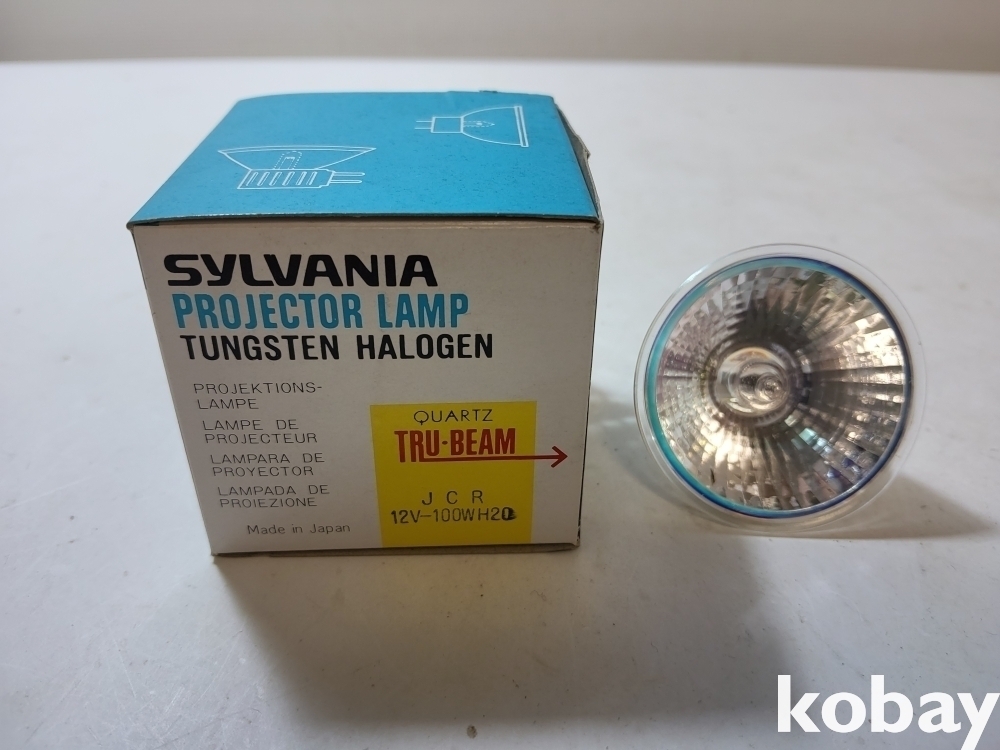 SYLVANIA
PROJECTOR LAMP
TUNGSTEN HALOGEN
PROJEKTIONS-
LAMPE
LAMPE DE
PROJECTEUR
LAMPARA DE
PROYECTOR
LAMPADA DE
PROIEZIONE
Made in Japan
QUARTZ
TRU-BEAM
J C R
12V-100W
kobay